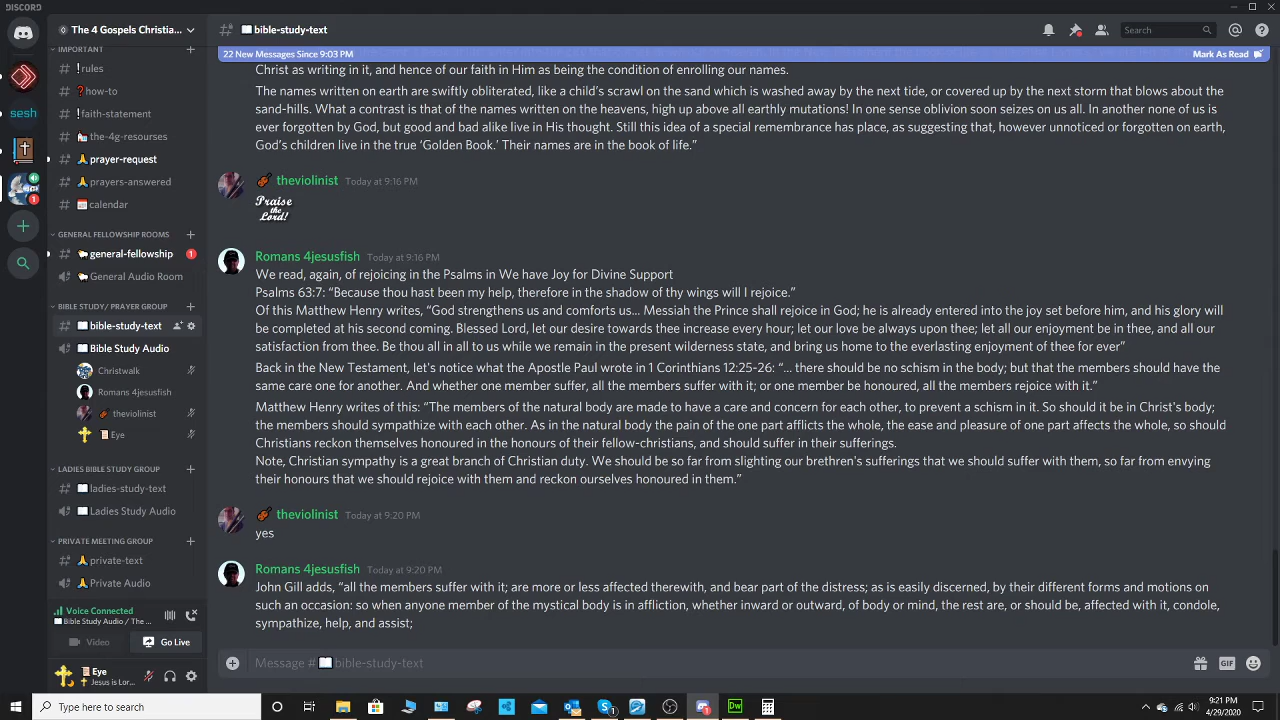 DISCORD
The 4 Gospels Christia...
bible-study-text
Search
22 New Messages Since 9:03 PM
Mark As Read
IMPORTANT
!rules
how-to
!faith-statement
the-4g-resourses
prayer-request
prayers-answered
calendar
GENERAL FELLOWSHIP ROOMS
general-fellowship
1
General Audio Room
BIBLE STUDY/ PRAYER GROUP
bible-study-text
Bible Study Audio
Christwalk
Romans 4jesusfish
theviolinist
Eye
LADIES BIBLE STUDY GROUP
ladies-study-text
Ladies Study Audio
PRIVATE MEETING GROUP
private-text
Private Audio
Voice Connected
Bible Study Audio / The ...
Video
Go Live
Eye
Jesus is Lor...
sesh
1
Christ as writing in it, and hence of our faith in Him as being the condition of enrolling our names.
The names written on earth are swiftly obliterated, like a child's scrawl on the sand which is washed away by the next tide, or covered up by the next storm that blows about the
sand-hills. What a contrast is that of the names written on the heavens, high up above all earthly mutations! In one sense oblivion soon seizes on us all. In another none of us is
ever forgotten by God, but good and bad alike live in His thought. Still this idea of a special remembrance has place, as suggesting that, however unnoticed or forgotten on earth,
God's children live in the true ‘Golden Book.’ Their names are in the book of life.”
theviolinist Today at 9:16 PM
Praise
the
Lord!
Romans 4jesusfish Today at 9:16 PM
We read, again, of rejoicing in the Psalms in We have Joy for Divine Support
Psalms 63:7: “Because thou hast been my help, therefore in the shadow of thy wings will I rejoice.”
Of this Matthew Henry writes, “God strengthens us and comforts us... Messiah the Prince shall rejoice in God; he is already entered into the joy set before him, and his glory will
be completed at his second coming. Blessed Lord, let our desire towards thee increase every hour; let our love be always upon thee; let all our enjoyment be in thee, and all our
satisfaction from thee. Be thou all in all to us while we remain in the present wilderness state, and bring us home to the everlasting enjoyment of thee for ever”
Back in the New Testament, let's notice what the Apostle Paul wrote in 1 Corinthians 12:25-26: “... there should be no schism in the body; but that the members should have the
same care one for another. And whether one member suffer, all the members suffer with it; or one member be honoured, all the members rejoice with it.”
Matthew Henry writes of this: “The members of the natural body are made to have a care and concern for each other, to prevent a schism in it. So should it be in Christ's body;
the members should sympathize with each other. As in the natural body the pain of the one part afflicts the whole, the ease and pleasure of one part affects the whole, so should
Christians reckon themselves honoured in the honours of their fellow-christians, and should suffer in their sufferings.
Note, Christian sympathy is a great branch of Christian duty. We should be so far from slighting our brethren's sufferings that we should suffer with them, so far from envying
their honours that we should rejoice with them and reckon ourselves honoured in them.”
theviolinist Today at 9:20 PM
yes
Romans 4jesusfish Today at 9:20 PM
John Gill adds, “all the members suffer with it; are more or less affected therewith, and bear part of the distress; as is easily discerned, by their different forms and motions on
such an occasion: so when anyone member of the mystical body is in affliction, whether inward or outward, of body or mind, the rest are, or should be, affected with it, condole,
sympathize, help, and assist;
Message # bible-study-text
GIF
Type here to search
Dw
9:21 PM
4/29/2020